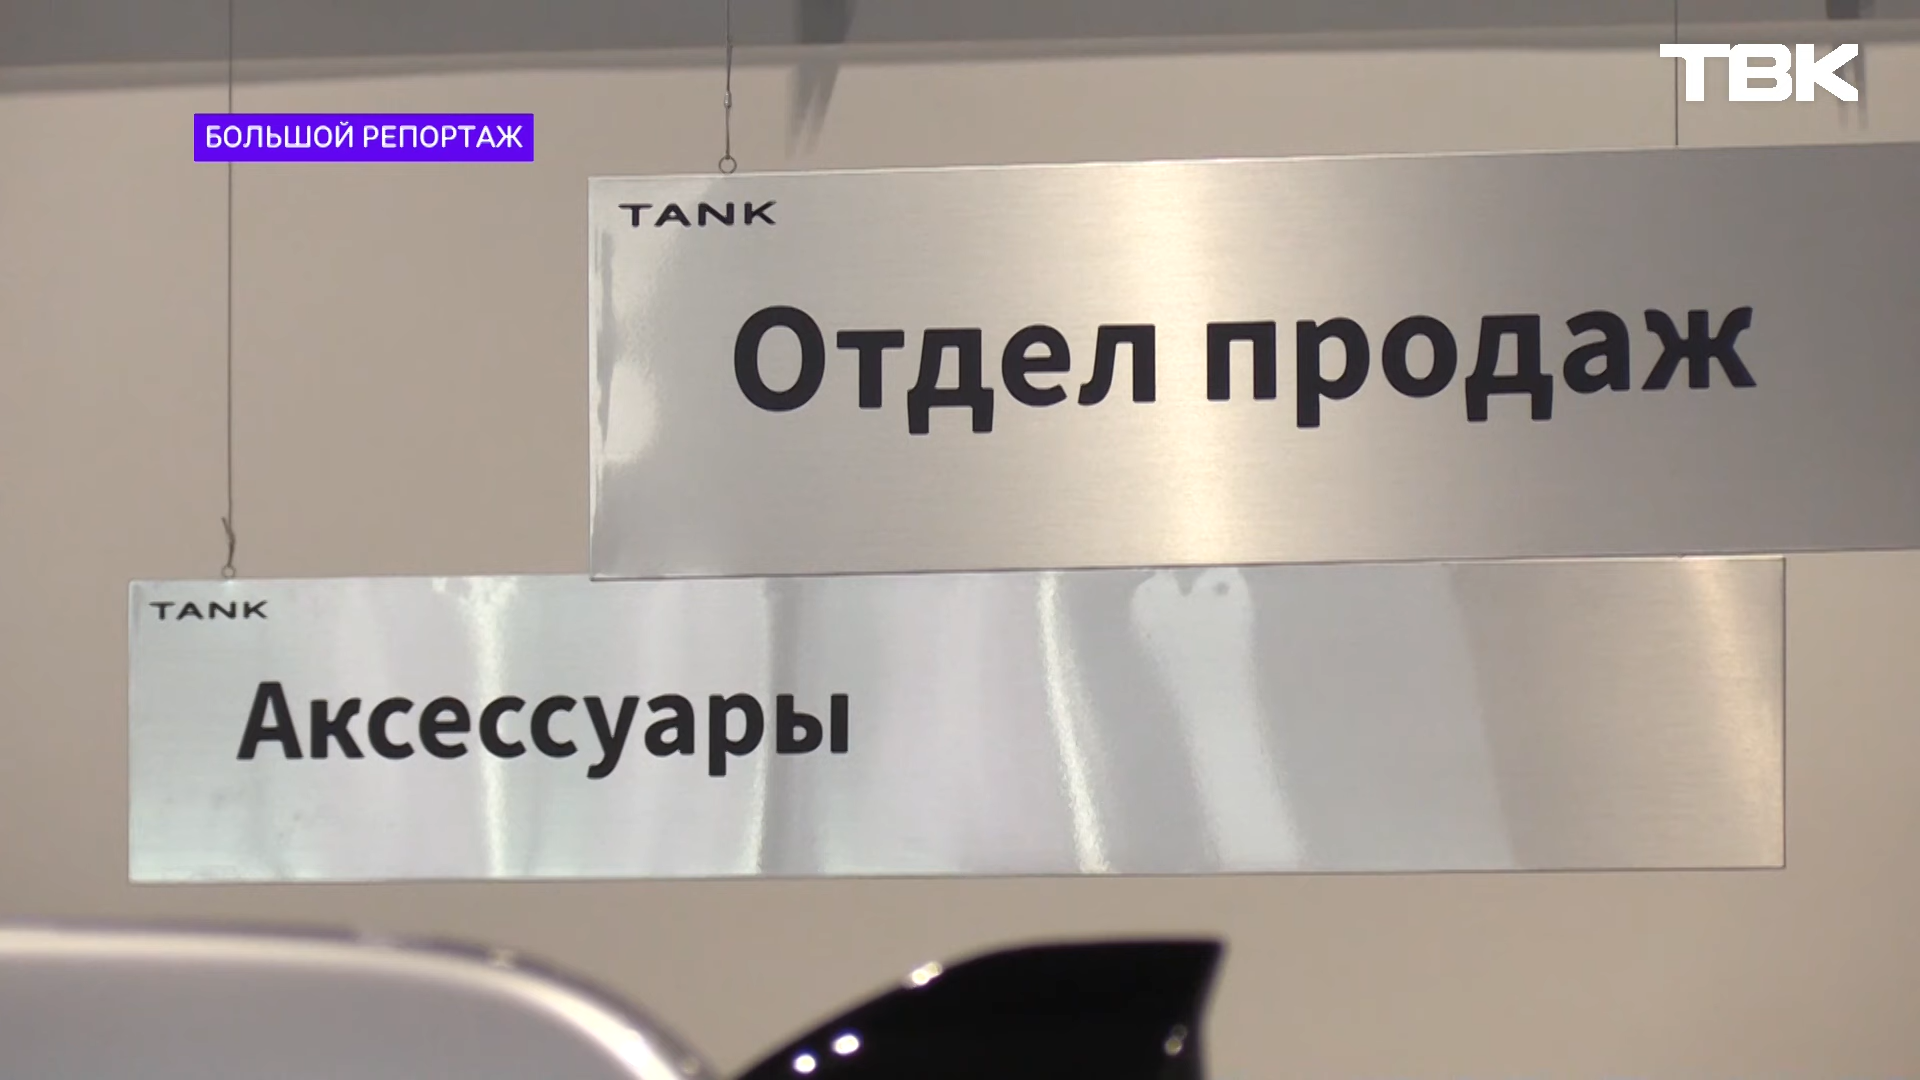 ТВК
БОЛЬШОЙ РЕПОРТАЖ
TANK
Отдел продаж
TANK
Аксессуары